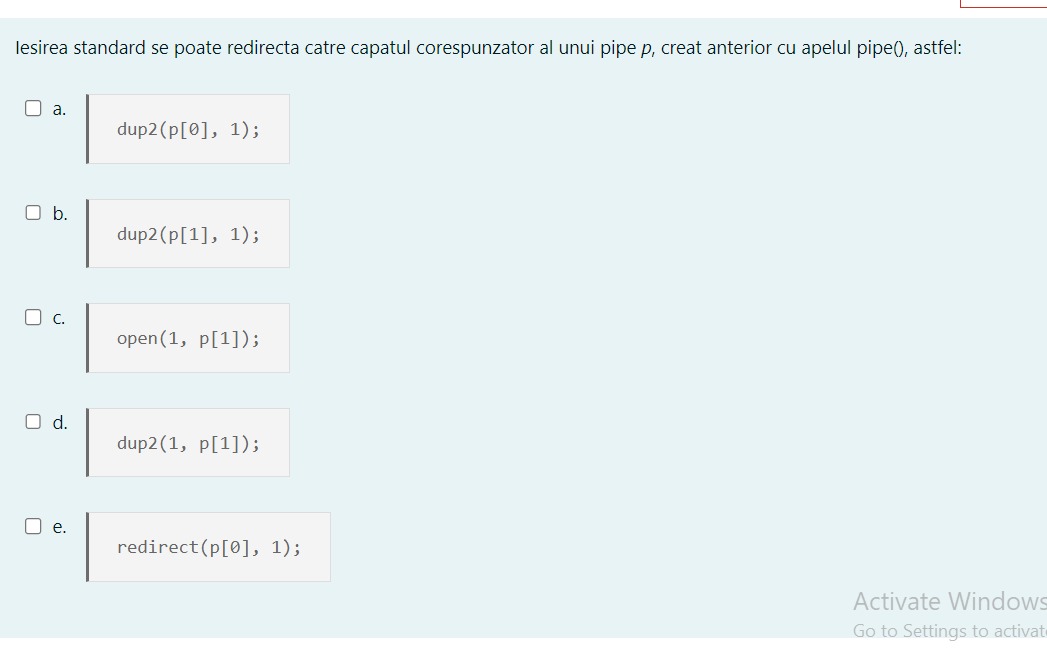 Iesirea standard se poate redirecta catre capatul corespunzator al unui pipe p, creat anterior cu apelul pipe(), astfel:
a.
dup2(p[0], 1);
b.
dup2(p[1], 1);
c.
open(1, p[1]);
d.
dup2(1, p[1]);
e.
redirect(p[0], 1);
Activate Windows
Go to Settings to activat